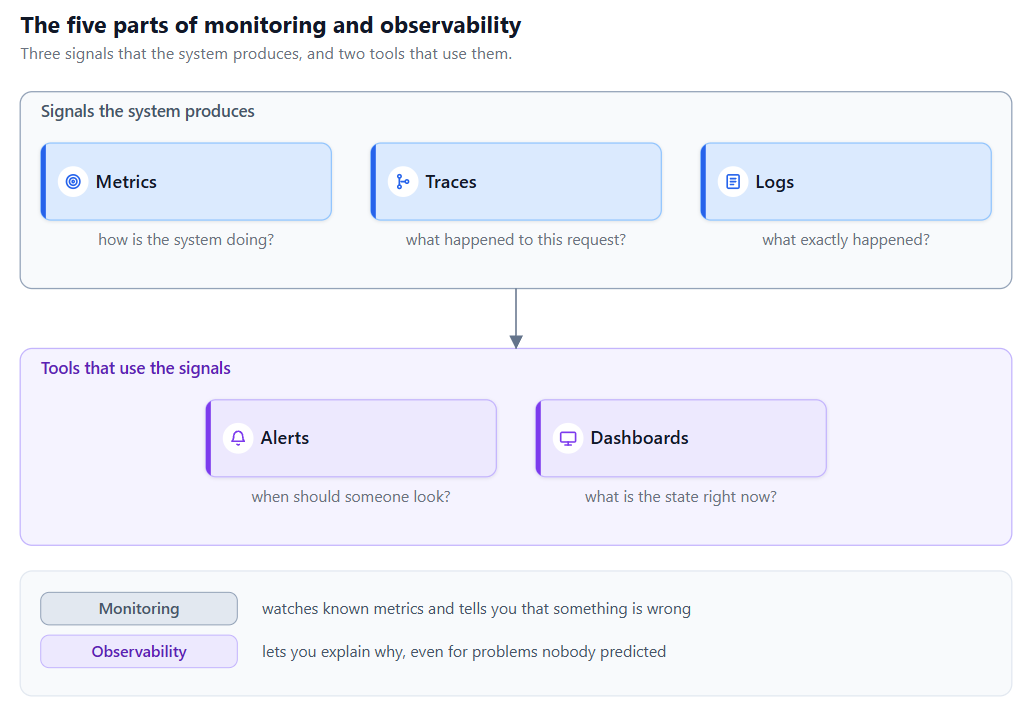 The five parts of monitoring and observability
Three signals that the system produces, and two tools that use them.
Signals the system produces
Metrics
how is the system doing?
Traces
what happened to this request?
Logs
what exactly happened?
Tools that use the signals
Alerts
when should someone look?
Dashboards
what is the state right now?
Monitoring
watches known metrics and tells you that something is wrong
Observability
lets you explain why, even for problems nobody predicted